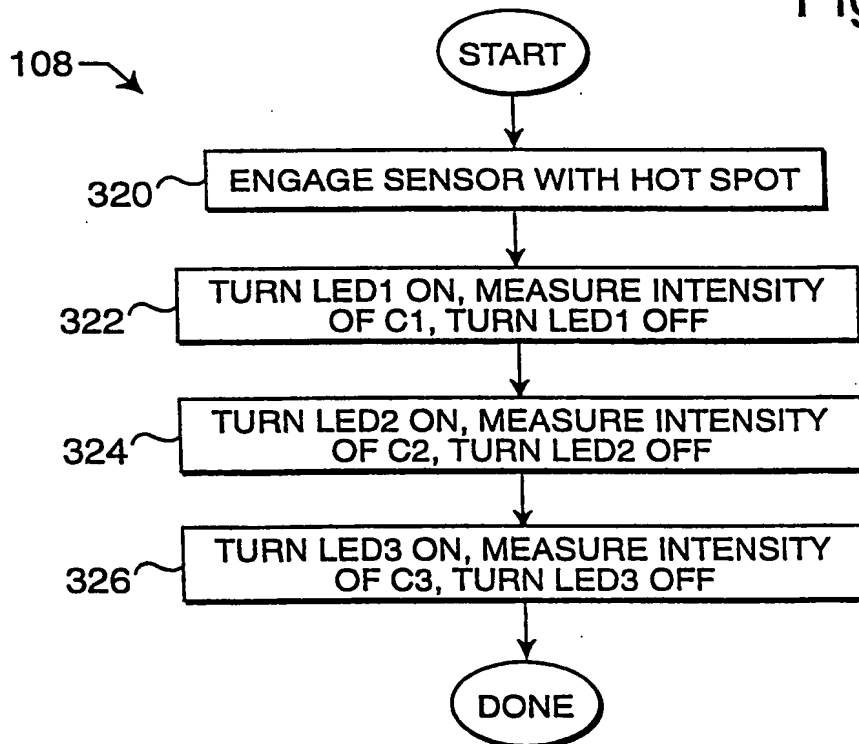 Fig
START
108
320
ENGAGE SENSOR WITH HOT SPOT
322
TURN LED1 ON, MEASURE INTENSITY
OF C1, TURN LED1 OFF
324
TURN LED2 ON, MEASURE INTENSITY
OF C2, TURN LED2 OFF
326
TURN LED3 ON, MEASURE INTENSITY
OF C3, TURN LED3 OFF
DONE